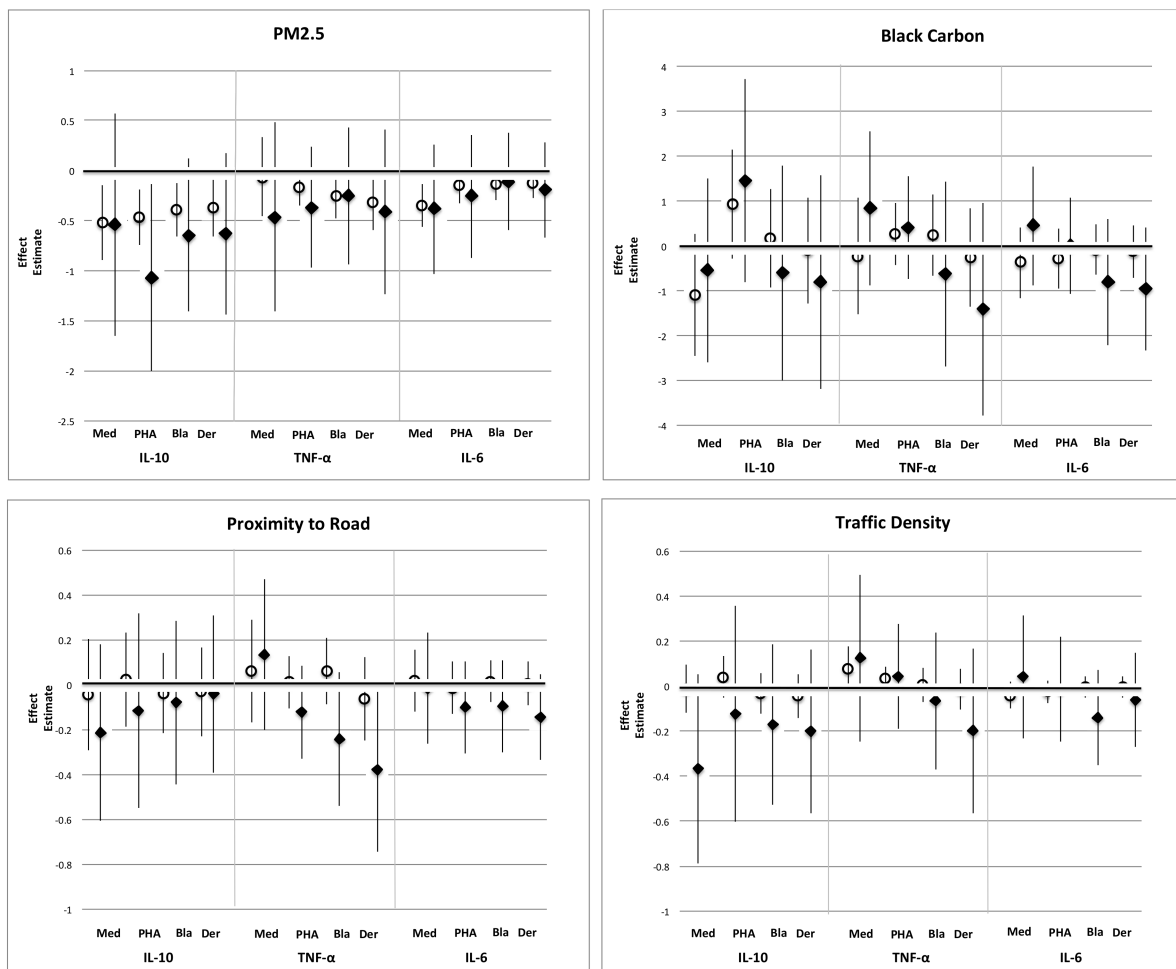 PM2.5
1
0.5
0
-0.5
-1
-1.5
-2
-2.5
Effect
Estimate
Med PHA Bla Der Med PHA Bla Der Med PHA Bla Der
IL-10 TNF-α IL-6
Black Carbon
4
3
2
1
0
-1
-2
-3
-4
Effect
Estimate
Med PHA Bla Der Med PHA Bla Der Med PHA Bla Der
IL-10 TNF-α IL-6
Proximity to Road
0.6
0.4
0.2
0
-0.2
-0.4
-0.6
-0.8
-1
Effect
Estimate
Med PHA Bla Der Med PHA Bla Der Med PHA Bla Der
IL-10 TNF-α IL-6
Traffic Density
0.6
0.4
0.2
0
-0.2
-0.4
-0.6
-0.8
-1
Effect
Estimate
Med PHA Bla Der Med PHA Bla Der Med PHA Bla Der
IL-10 TNF-α IL-6